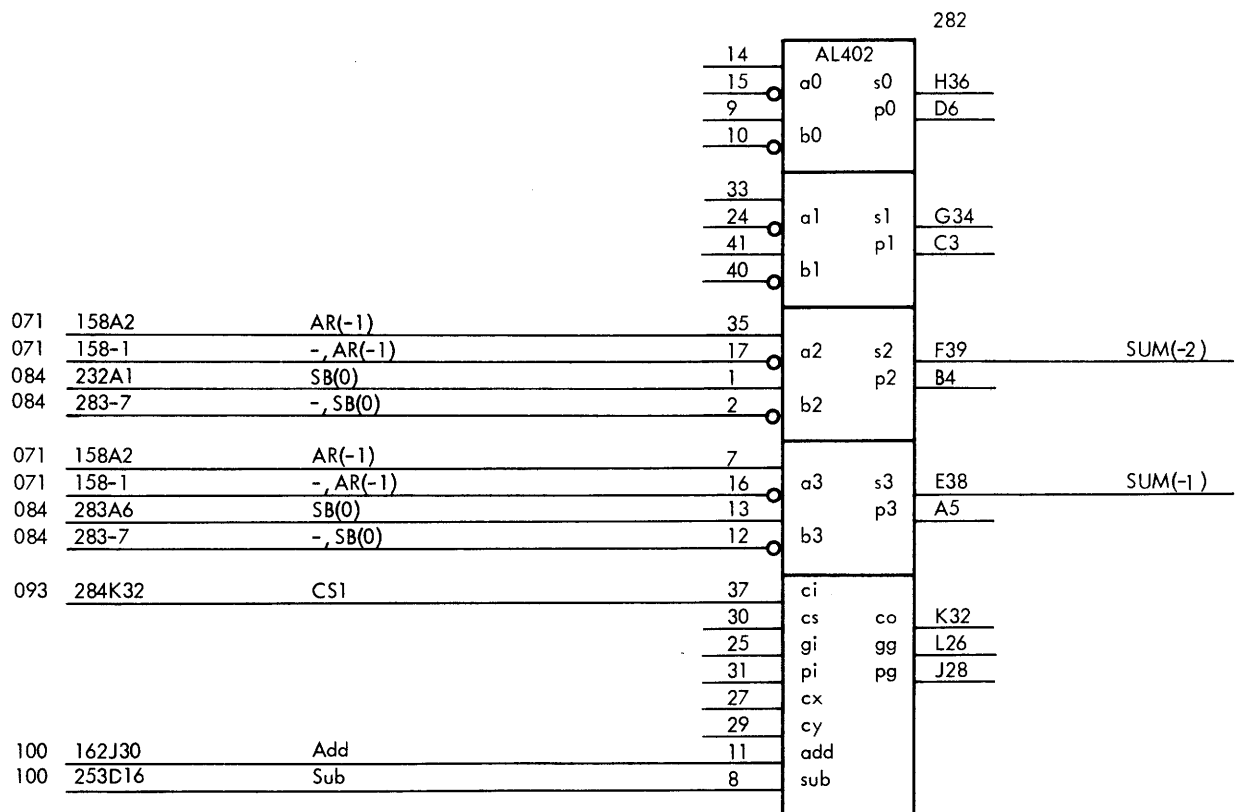 282
14 AL402
15 a0 s0 H36
9 p0 D6
10 b0
33
24 a1 s1 G34
41 p1 C3
40 b1
071 158A2 AR(-1) 35
071 158-1 -, AR(-1) 17 a2 s2 F39 SUM(-2)
084 232A1 SB(0) 1 p2 B4
084 283-7 -, SB(0) 2 b2
071 158A2 AR(-1) 7
071 158-1 -, AR(-1) 16 a3 s3 E38 SUM(-1)
084 283A6 SB(0) 13 p3 A5
084 283-7 -, SB(0) 12 b3
093 284K32 CS1 37 ci
30 cs co K32
25 gi gg L26
31 pi pg J28
27 cx
29 cy
100 162J30 Add 11 add
100 253D16 Sub 8 sub